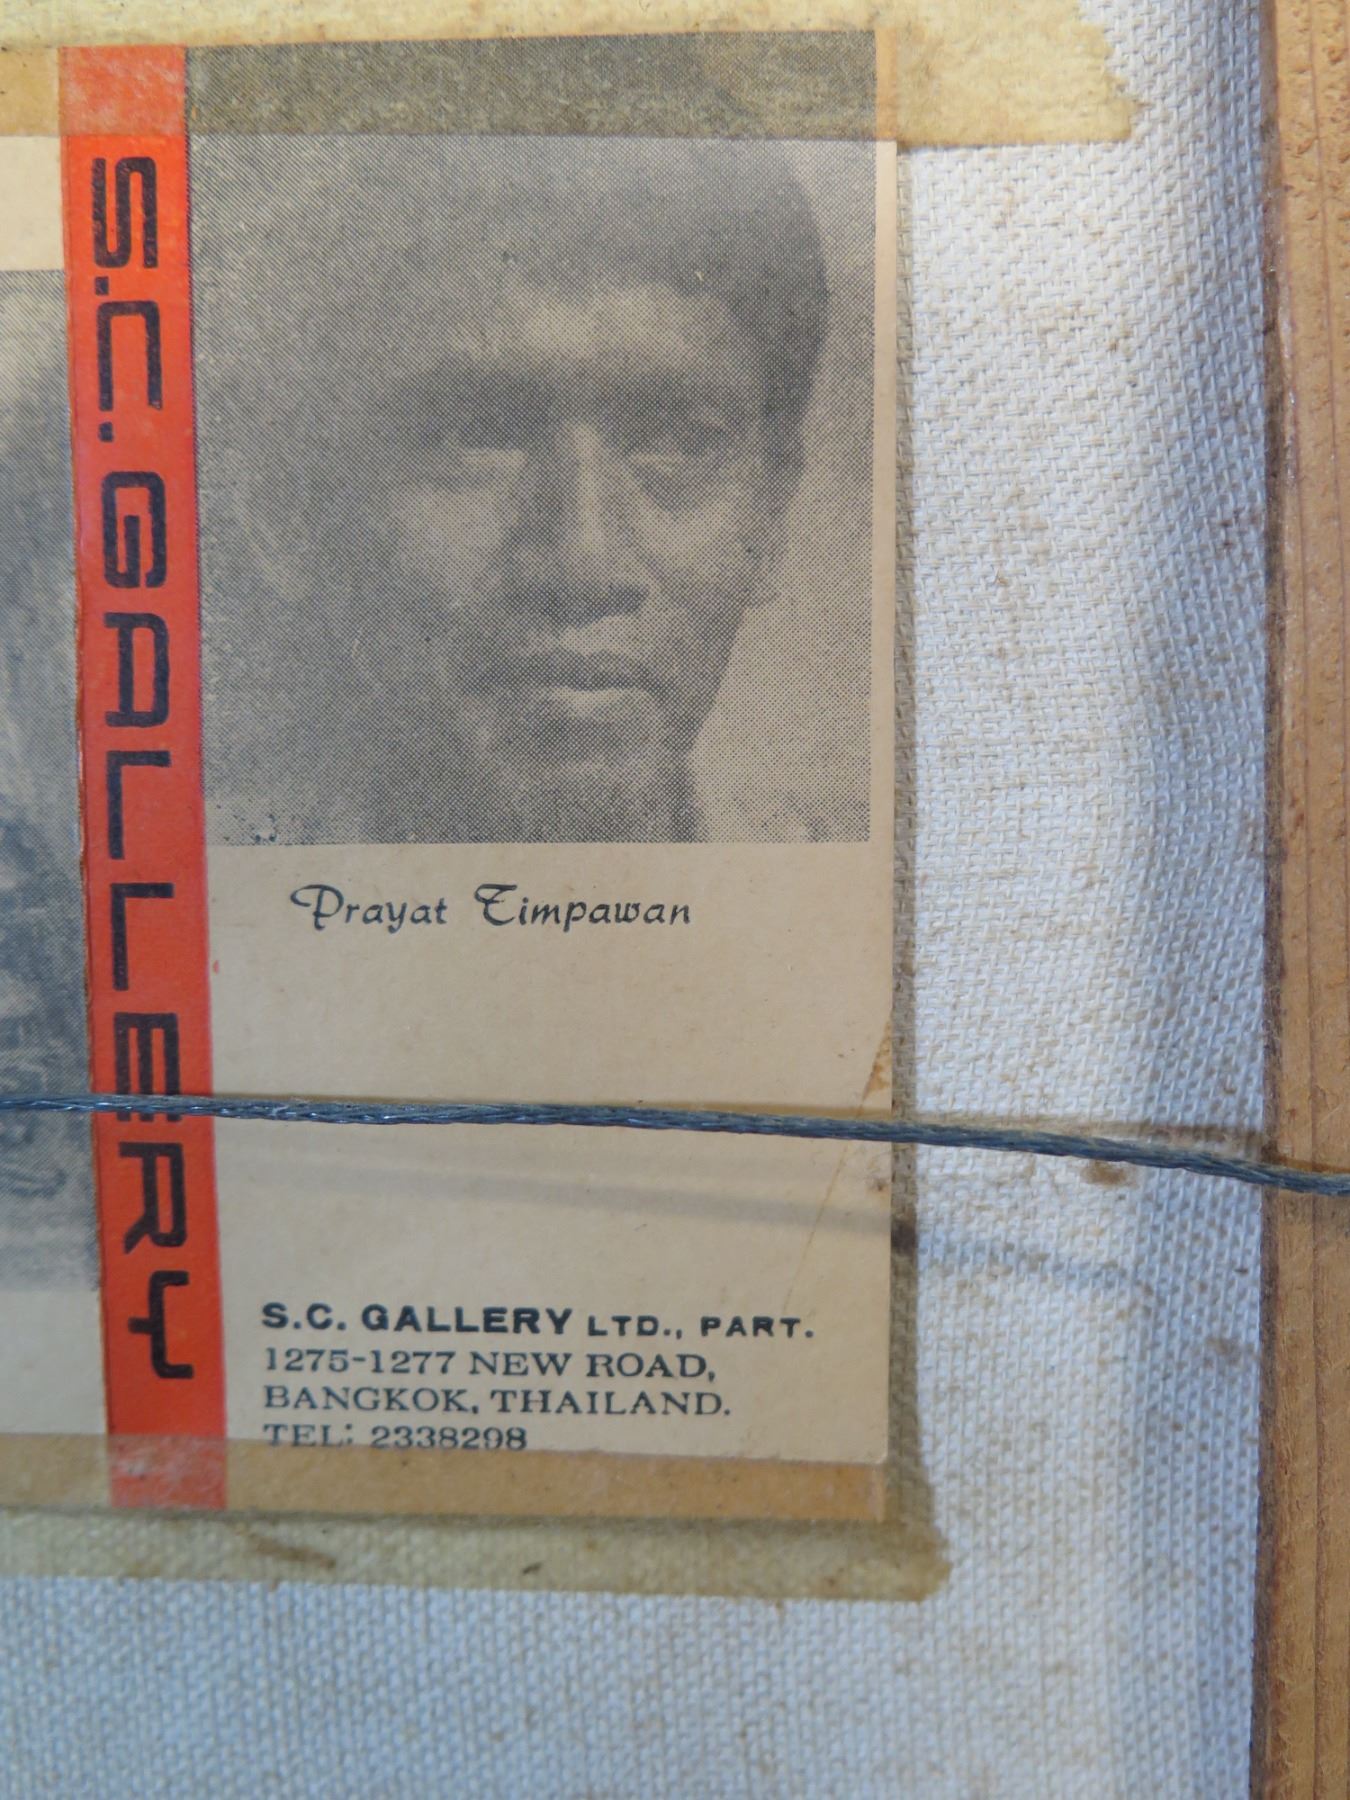 S.C. GALLERY
Prayat Timpawan
S.C. GALLERY LTD., PART.
1275-1277 NEW ROAD,
BANGKOK, THAILAND.
TEL: 2338298